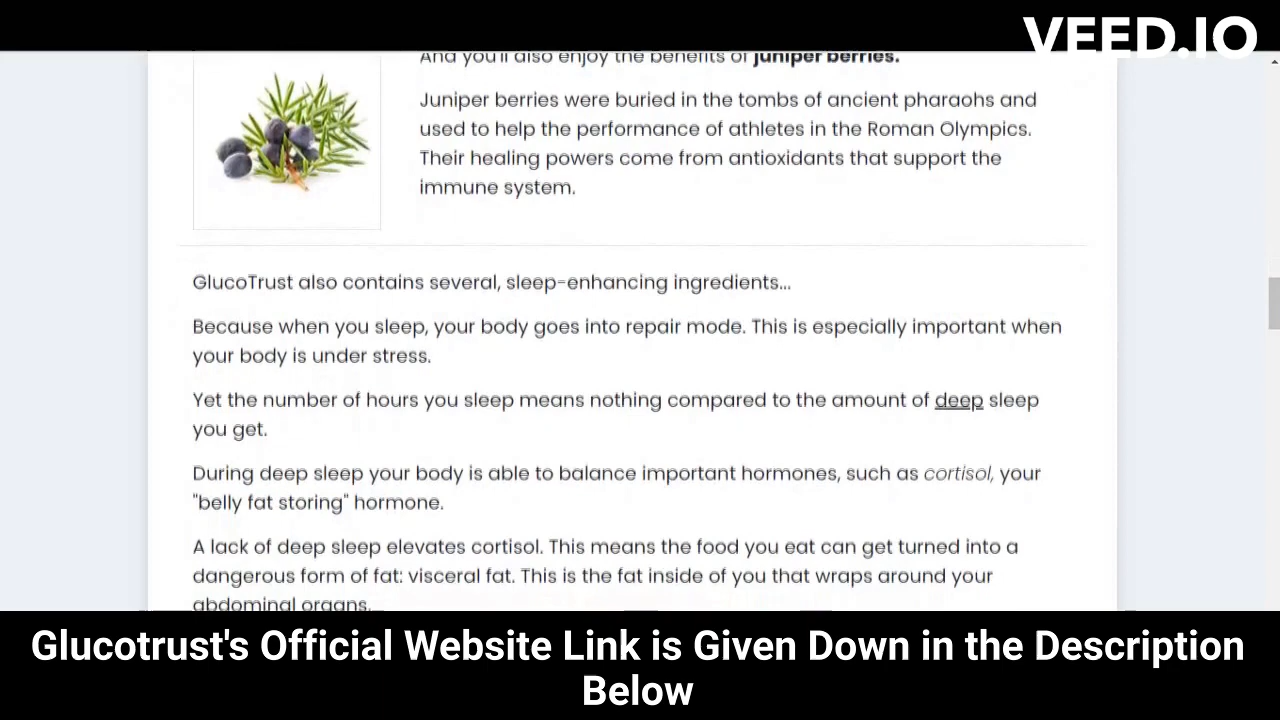 VEED.IO
And you'll also enjoy the benefits of juniper berries.
Juniper berries were buried in the tombs of ancient pharaohs and
used to help the performance of athletes in the Roman Olympics.
Their healing powers come from antioxidants that support the
immune system.
GlucoTrust also contains several, sleep-enhancing ingredients...
Because when you sleep, your body goes into repair mode. This is especially important when
your body is under stress.
Yet the number of hours you sleep means nothing compared to the amount of deep sleep
you get.
During deep sleep your body is able to balance important hormones, such as cortisol, your
"belly fat storing" hormone.
A lack of deep sleep elevates cortisol. This means the food you eat can get turned into a
dangerous form of fat: visceral fat. This is the fat inside of you that wraps around your
abdominal organs.
Glucotrust's Official Website Link is Given Down in the Description
Below